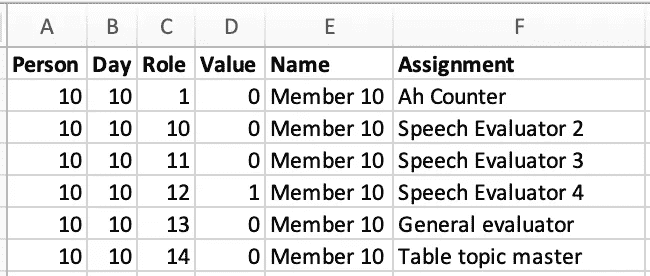 A B C D E F
Person Day Role Value Name Assignment
10 10 1 0 Member 10 Ah Counter
10 10 10 0 Member 10 Speech Evaluator 2
10 10 11 0 Member 10 Speech Evaluator 3
10 10 12 1 Member 10 Speech Evaluator 4
10 10 13 0 Member 10 General evaluator
10 10 14 0 Member 10 Table topic master